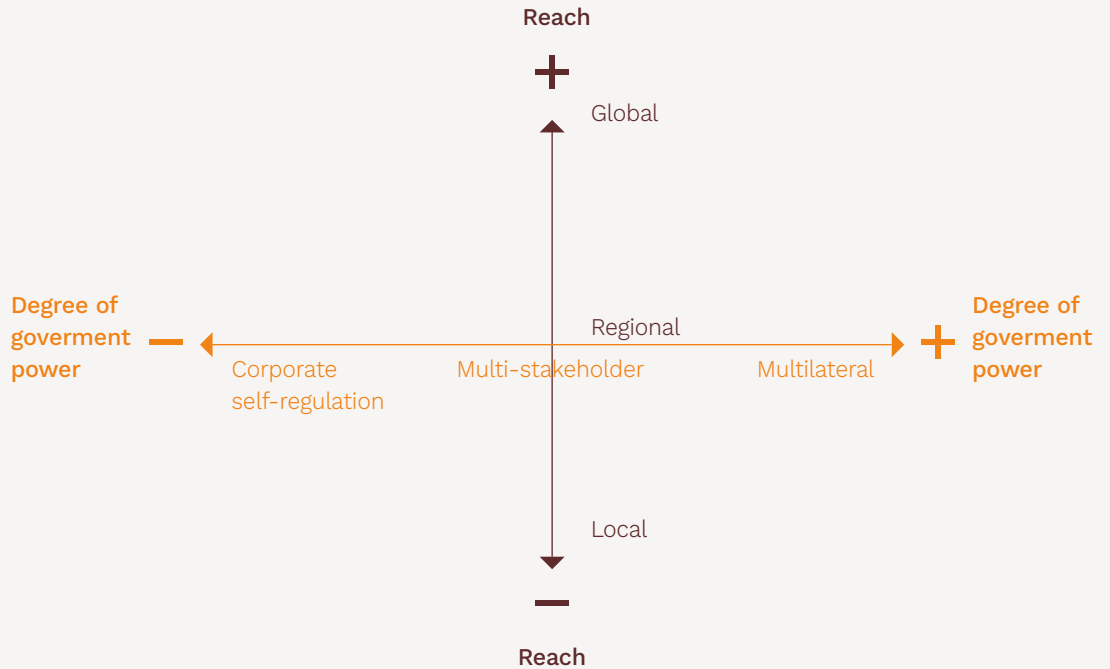 Reach
Global
Degree of
goverment
power
Regional
Degree of
goverment
power
Corporate
self-regulation
Multi-stakeholder
Multilateral
Local
Reach